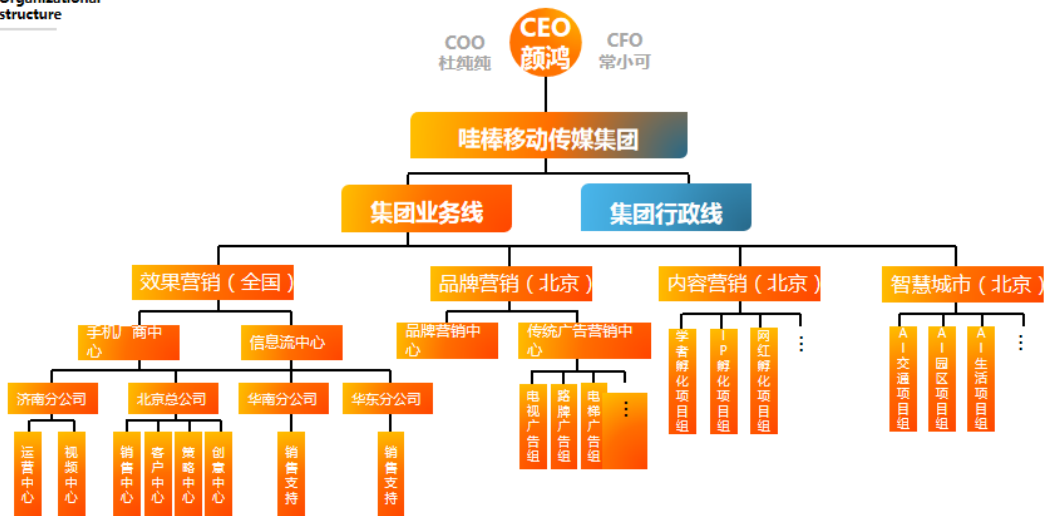 Organizational
structure
CEO
颜鸿
COO
杜纯纯
CFO
常小可
哇棒移动传媒集团
集团业务线
集团行政线
效果营销（全国）
品牌营销（北京）
内容营销（北京）
智慧城市（北京）
手机厂商中
心
信息流中心
品牌营销中
心
传统广告营销中
心
学者孵化项目组
IP孵化项目组
网红孵化项目组
⋮
AI交通项目组
AI园区项目组
AI生活项目组
⋮
济南分公司
北京总公司
华南分公司
华东分公司
电视广告组
路牌广告组
电梯广告组
⋮
运营中心
视频中心
销售中心
客户中心
策略中心
创意中心
销售支持
销售支持